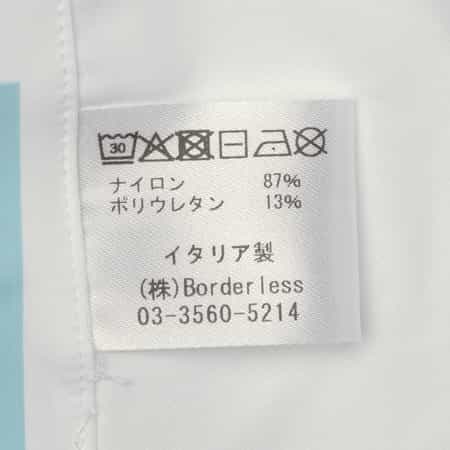 30
ナイロン 87%
ポリウレタン 13%
イタリア製
(株)Borderless
03-3560-5214